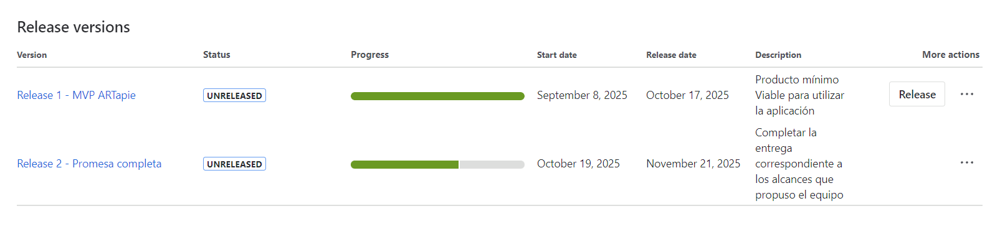 Release versions
Version Status Progress Start date Release date Description More actions
Release 1 - MVP ARTapie UNRELEASED September 8, 2025 October 17, 2025 Producto mínimo
Viable para utilizar
la aplicación
Release ···
Release 2 - Promesa completa UNRELEASED October 19, 2025 November 21, 2025 Completar la
entrega
correspondiente a
los alcances que
propuso el equipo
···